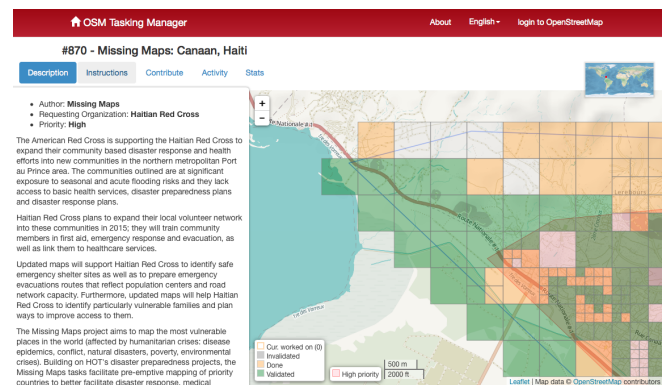 OSM Tasking Manager
About
English
login to OpenStreetMap
#870 - Missing Maps: Canaan, Haiti
Description
Instructions
Contribute
Activity
Stats
Author: Missing Maps
Requesting Organization: Haitian Red Cross
Priority: High
The American Red Cross is supporting the Haitian Red Cross to
expand their community based disaster response and health
efforts into new communities in the northern metropolitan Port
au Prince area. The communities outlined are at significant
exposure to seasonal and acute flooding risks and they lack
access to basic health services, disaster preparedness plans
and disaster response plans.
Haitian Red Cross plans to expand their local volunteer network
into these communities in 2015; they will train community
members in first aid, emergency response and evacuation, as
well as link them to healthcare services.
Updated maps will support Haitian Red Cross to identify safe
emergency shelter sites as well as to prepare emergency
evacuations routes that reflect population centers and road
network capacity. Furthermore, updated maps will help Haitian
Red Cross to identify particularly vulnerable families and plan
ways to improve access to them.
The Missing Maps project aims to map the most vulnerable
places in the world (affected by humanitarian crises: disease
epidemics, conflict, natural disasters, poverty, environmental
crises). Building on HOT's disaster preparedness projects, the
Missing Maps tasks facilitate pre-emptive mapping of priority
countries to better facilitate disaster response, medical
+
−
Route Nationale
Cur. worked on (0)
Invalidated
Done
Validated
High priority
500 m
2000 ft
Leaflet | Map data © OpenStreetMap contributors